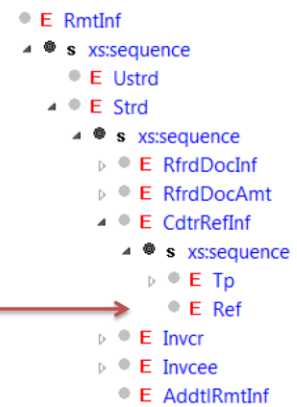 E RmtInf
s xs:sequence
E Ustrd
E Strd
s xs:sequence
E RfrdDocInf
E RfrdDocAmt
E CdtrRefInf
s xs:sequence
E Tp
E Ref
E Invcr
E Invcee
E AddtlRmtInf